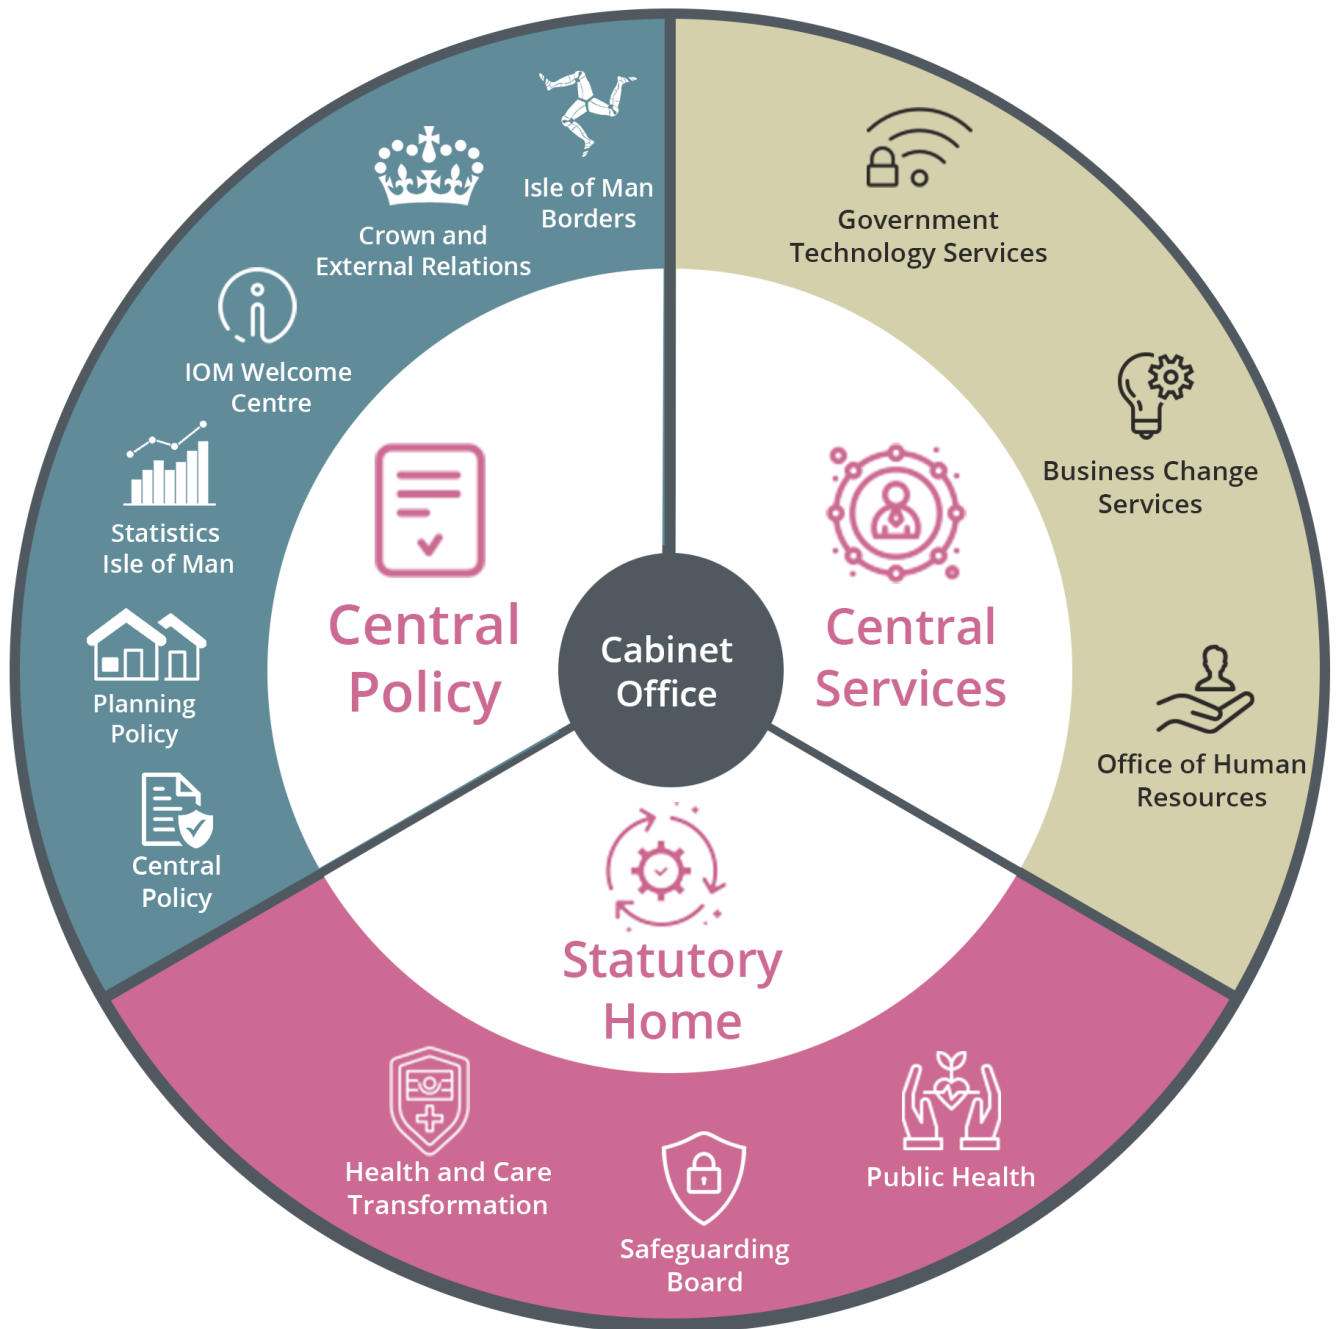 Isle of Man
Borders
Crown and
External Relations
IOM Welcome
Centre
Statistics
Isle of Man
Planning
Policy
Central
Policy
Government
Technology Services
Business Change
Services
Office of Human
Resources
Central
Policy
Cabinet
Office
Central
Services
Statutory
Home
Health and Care
Transformation
Safeguarding
Board
Public Health